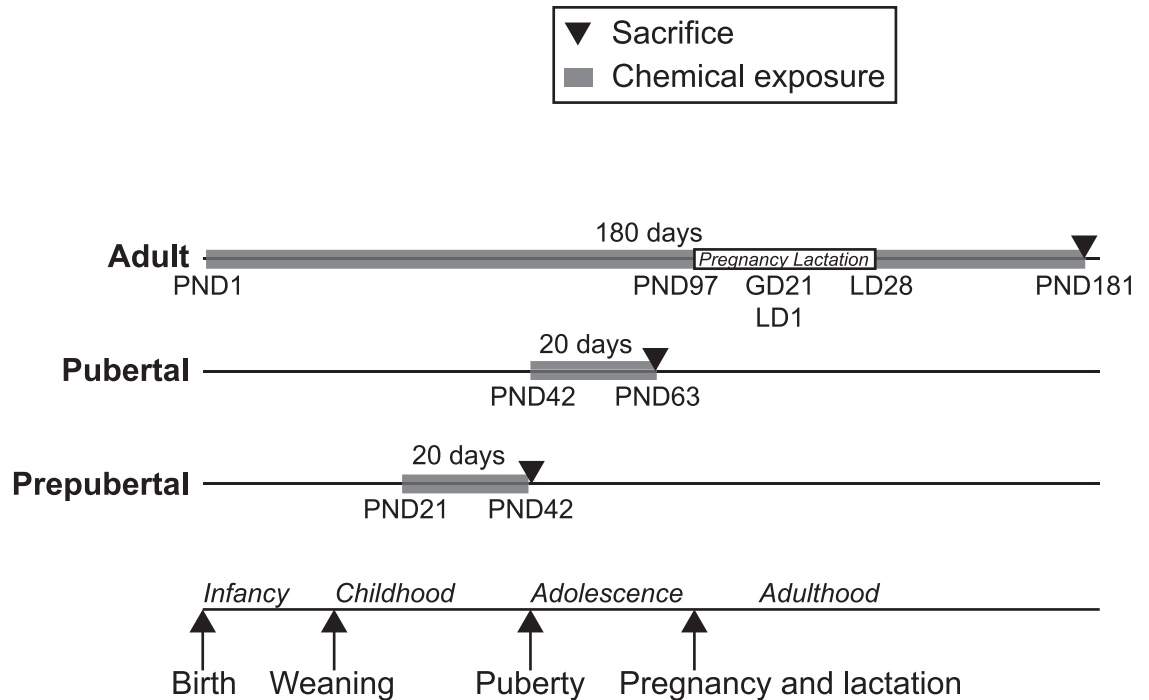 Sacrifice
Chemical exposure
180 days
Adult
Pregnancy Lactation
PND1
PND97
GD21
LD28
PND181
LD1
20 days
Pubertal
PND42
PND63
20 days
Prepubertal
PND21
PND42
Infancy
Childhood
Adolescence
Adulthood
Birth
Weaning
Puberty
Pregnancy and lactation